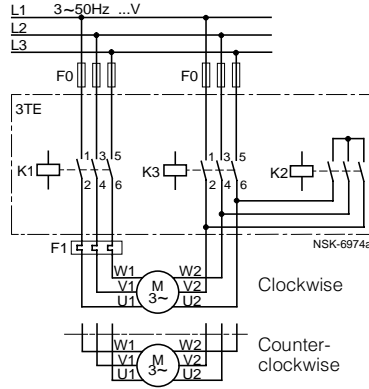 L1 3~50Hz ...V
L2
L3
F0 F0
3TE
K1 1 3 5 K3 1 3 5 K2
2 4 6 2 4 6
NSK-6974a
F1
W1 M W2
V1 3~ V2
U1 U2
Clockwise
W1 M W2
V1 3~ V2
U1 U2
Counter-
clockwise